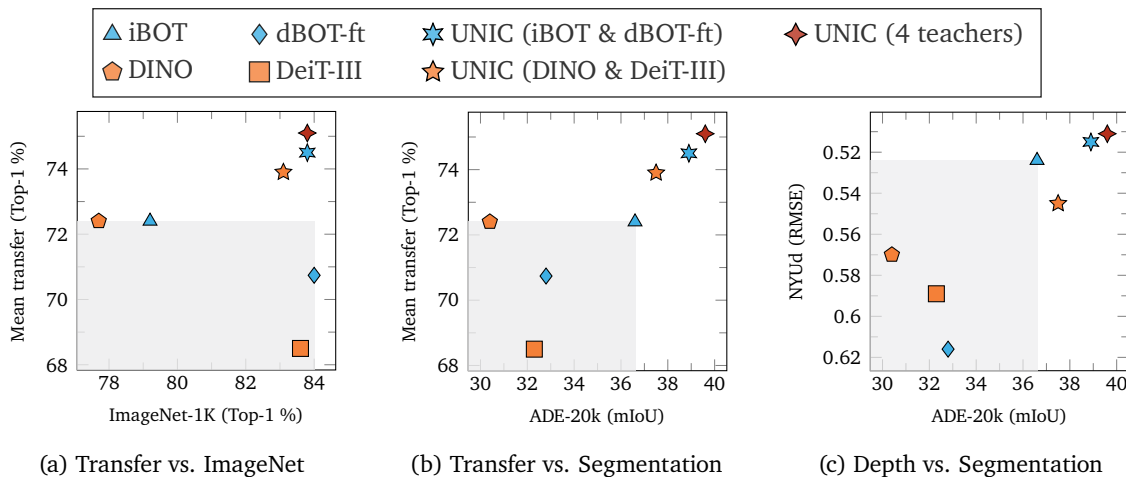 iBOT dBOT-ft UNIC (iBOT & dBOT-ft) UNIC (4 teachers)
DINO DeiT-III UNIC (DINO & DeiT-III)
Mean transfer (Top-1 %)
74
72
70
68
78 80 82 84
ImageNet-1K (Top-1 %)
(a) Transfer vs. ImageNet
Mean transfer (Top-1 %)
74
72
70
68
30 32 34 36 38 40
ADE-20k (mIoU)
(b) Transfer vs. Segmentation
NYUd (RMSE)
0.52
0.54
0.56
0.58
0.6
0.62
30 32 34 36 38 40
ADE-20k (mIoU)
(c) Depth vs. Segmentation